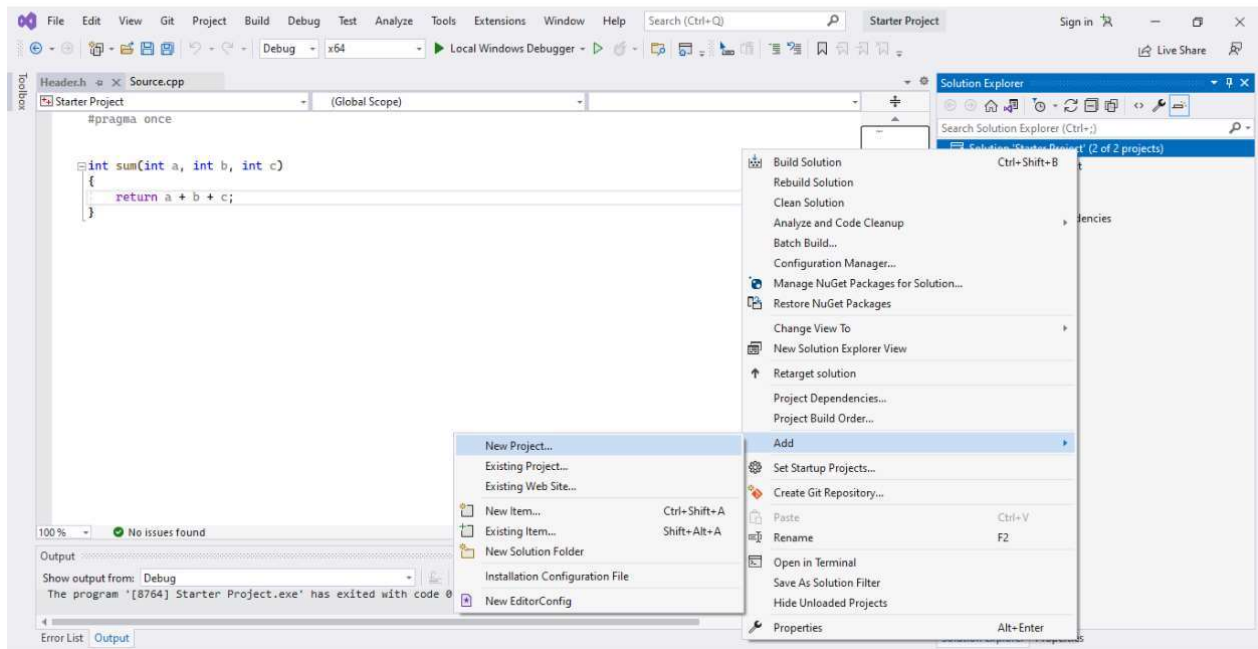 File Edit View Git Project Build Debug Test Analyze Tools Extensions Window Help Search (Ctrl+Q) Starter Project Sign in
Debug x64 Local Windows Debugger Live Share
Toolbox
Header.h Source.cpp
Starter Project (Global Scope)
#pragma once
int sum(int a, int b, int c)
{
return a + b + c;
}
100 % No issues found
Output
Show output from: Debug
The program '[8764] Starter Project.exe' has exited with code 0
Error List Output
Solution Explorer
Search Solution Explorer (Ctrl+;)
Solution 'Starter Project' (2 of 2 projects)
t
dencies
Build Solution Ctrl+Shift+B
Rebuild Solution
Clean Solution
Analyze and Code Cleanup
Batch Build...
Configuration Manager...
Manage NuGet Packages for Solution...
Restore NuGet Packages
Change View To
New Solution Explorer View
Retarget solution
Project Dependencies...
Project Build Order...
Add
Set Startup Projects...
Create Git Repository...
Paste Ctrl+V
Rename F2
Open in Terminal
Save As Solution Filter
Hide Unloaded Projects
Properties Alt+Enter
New Project...
Existing Project...
Existing Web Site...
New Item... Ctrl+Shift+A
Existing Item... Shift+Alt+A
New Solution Folder
Installation Configuration File
New EditorConfig